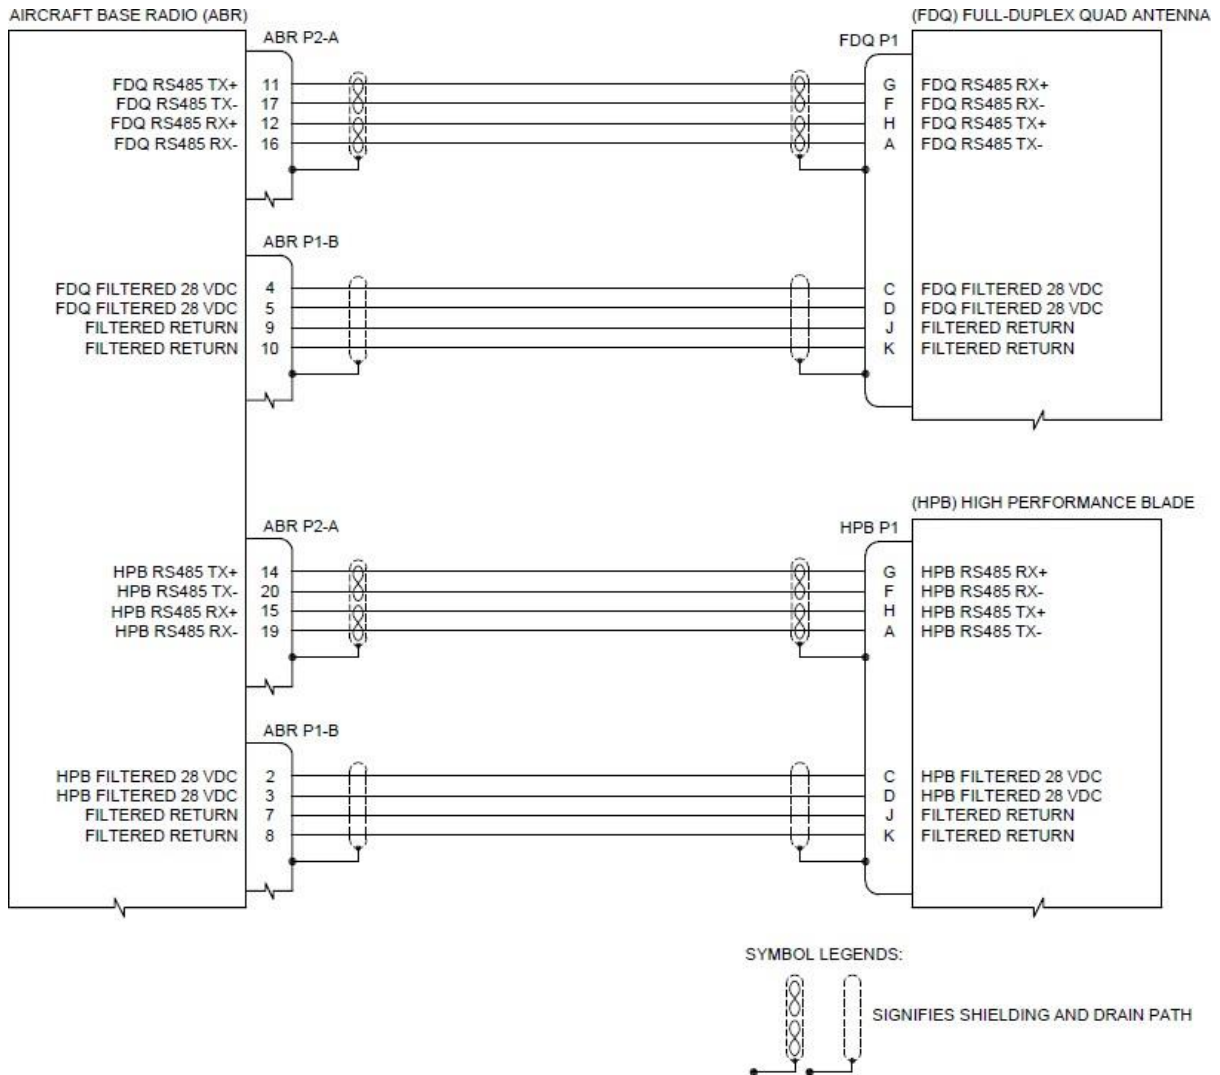 AIRCRAFT BASE RADIO (ABR)
(FDQ) FULL-DUPLEX QUAD ANTENNA
ABR P2-A
FDQ P1
FDQ RS485 TX+ 11 G FDQ RS485 RX+
FDQ RS485 TX- 17 F FDQ RS485 RX-
FDQ RS485 RX+ 12 H FDQ RS485 TX+
FDQ RS485 RX- 16 A FDQ RS485 TX-
ABR P1-B
FDQ FILTERED 28 VDC 4 C FDQ FILTERED 28 VDC
FDQ FILTERED 28 VDC 5 D FDQ FILTERED 28 VDC
FILTERED RETURN 9 J FILTERED RETURN
FILTERED RETURN 10 K FILTERED RETURN
(HPB) HIGH PERFORMANCE BLADE
ABR P2-A
HPB P1
HPB RS485 TX+ 14 G HPB RS485 RX+
HPB RS485 TX- 20 F HPB RS485 RX-
HPB RS485 RX+ 15 H HPB RS485 TX+
HPB RS485 RX- 19 A HPB RS485 TX-
ABR P1-B
HPB FILTERED 28 VDC 2 C HPB FILTERED 28 VDC
HPB FILTERED 28 VDC 3 D HPB FILTERED 28 VDC
FILTERED RETURN 7 J FILTERED RETURN
FILTERED RETURN 8 K FILTERED RETURN
SYMBOL LEGENDS:
SIGNIFIES SHIELDING AND DRAIN PATH